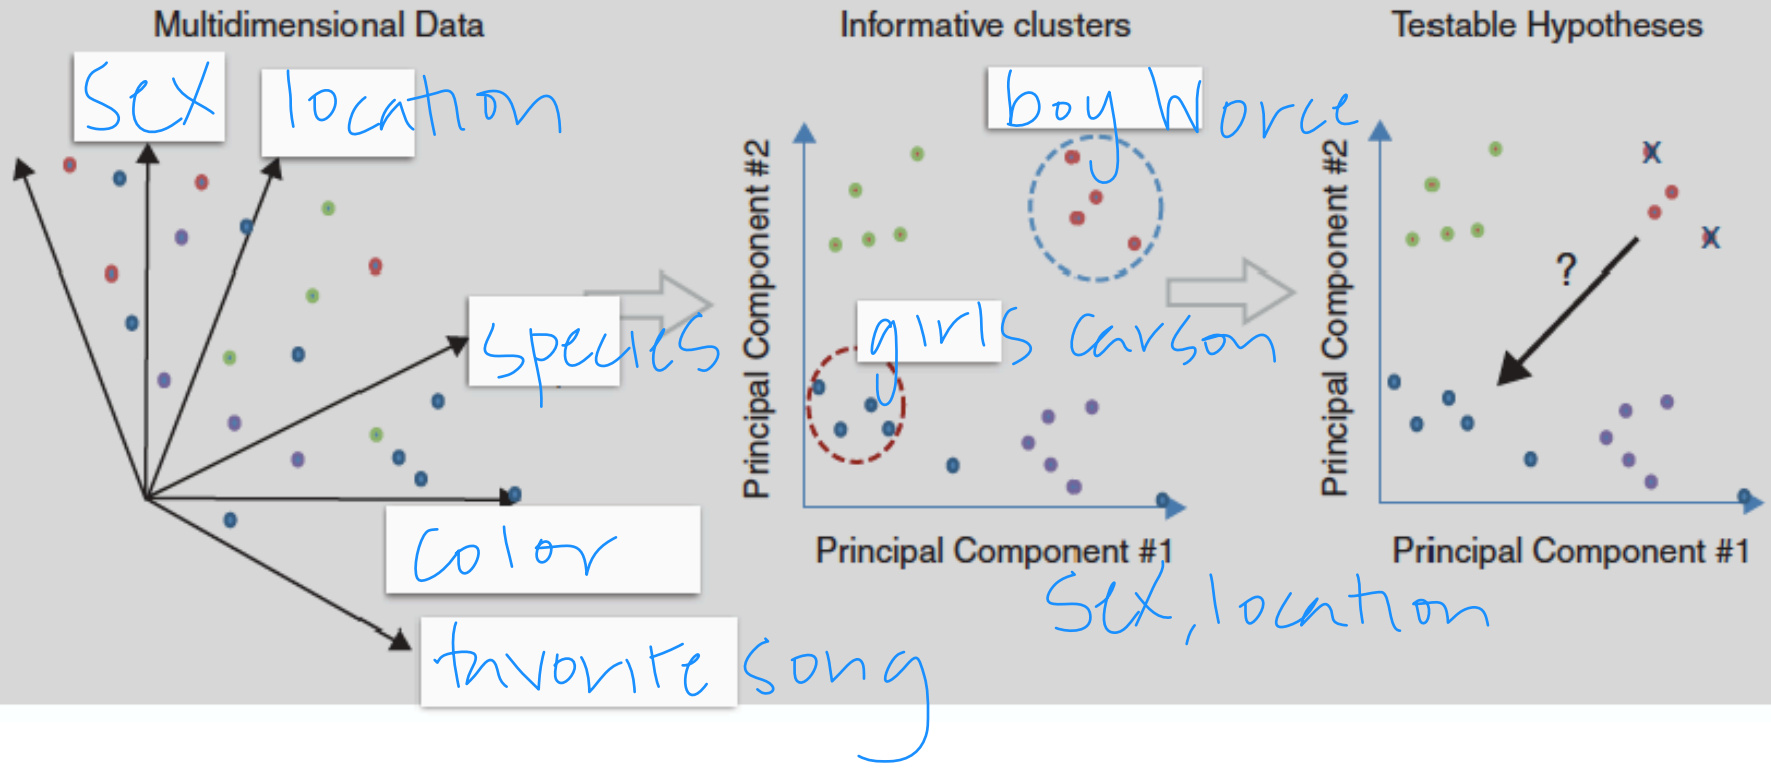 Multidimensional Data
Informative clusters
Testable Hypotheses
Sex
location
species
color
favorite song
boy Worce
girls carson
Principal Component #2
Principal Component #1
sex, location
X
X
?
Principal Component #2
Principal Component #1